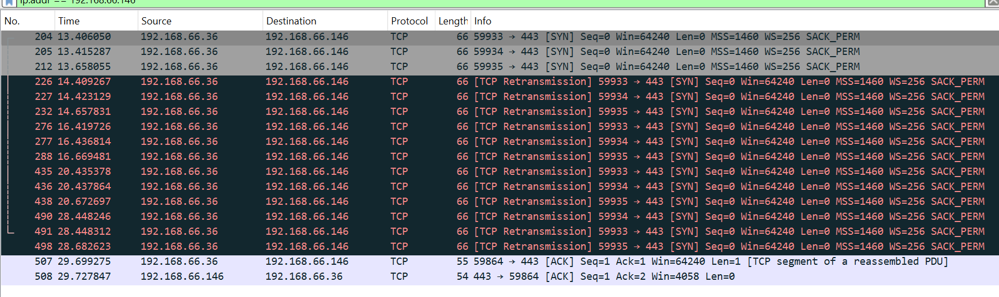 ip.addr == 192.168.66.146
No. Time Source Destination Protocol Length Info
204 13.406050 192.168.66.36 192.168.66.146 TCP 66 59933 → 443 [SYN] Seq=0 Win=64240 Len=0 MSS=1460 WS=256 SACK_PERM
205 13.415287 192.168.66.36 192.168.66.146 TCP 66 59934 → 443 [SYN] Seq=0 Win=64240 Len=0 MSS=1460 WS=256 SACK_PERM
212 13.658055 192.168.66.36 192.168.66.146 TCP 66 59935 → 443 [SYN] Seq=0 Win=64240 Len=0 MSS=1460 WS=256 SACK_PERM
226 14.409267 192.168.66.36 192.168.66.146 TCP 66 [TCP Retransmission] 59933 → 443 [SYN] Seq=0 Win=64240 Len=0 MSS=1460 WS=256 SACK_PERM
227 14.423129 192.168.66.36 192.168.66.146 TCP 66 [TCP Retransmission] 59934 → 443 [SYN] Seq=0 Win=64240 Len=0 MSS=1460 WS=256 SACK_PERM
232 14.657831 192.168.66.36 192.168.66.146 TCP 66 [TCP Retransmission] 59935 → 443 [SYN] Seq=0 Win=64240 Len=0 MSS=1460 WS=256 SACK_PERM
276 16.419726 192.168.66.36 192.168.66.146 TCP 66 [TCP Retransmission] 59933 → 443 [SYN] Seq=0 Win=64240 Len=0 MSS=1460 WS=256 SACK_PERM
277 16.436814 192.168.66.36 192.168.66.146 TCP 66 [TCP Retransmission] 59934 → 443 [SYN] Seq=0 Win=64240 Len=0 MSS=1460 WS=256 SACK_PERM
288 16.669481 192.168.66.36 192.168.66.146 TCP 66 [TCP Retransmission] 59935 → 443 [SYN] Seq=0 Win=64240 Len=0 MSS=1460 WS=256 SACK_PERM
435 20.435378 192.168.66.36 192.168.66.146 TCP 66 [TCP Retransmission] 59933 → 443 [SYN] Seq=0 Win=64240 Len=0 MSS=1460 WS=256 SACK_PERM
436 20.437864 192.168.66.36 192.168.66.146 TCP 66 [TCP Retransmission] 59934 → 443 [SYN] Seq=0 Win=64240 Len=0 MSS=1460 WS=256 SACK_PERM
438 20.672697 192.168.66.36 192.168.66.146 TCP 66 [TCP Retransmission] 59935 → 443 [SYN] Seq=0 Win=64240 Len=0 MSS=1460 WS=256 SACK_PERM
490 28.448246 192.168.66.36 192.168.66.146 TCP 66 [TCP Retransmission] 59934 → 443 [SYN] Seq=0 Win=64240 Len=0 MSS=1460 WS=256 SACK_PERM
491 28.448312 192.168.66.36 192.168.66.146 TCP 66 [TCP Retransmission] 59933 → 443 [SYN] Seq=0 Win=64240 Len=0 MSS=1460 WS=256 SACK_PERM
498 28.682623 192.168.66.36 192.168.66.146 TCP 66 [TCP Retransmission] 59935 → 443 [SYN] Seq=0 Win=64240 Len=0 MSS=1460 WS=256 SACK_PERM
507 29.699275 192.168.66.36 192.168.66.146 TCP 55 59864 → 443 [ACK] Seq=1 Ack=1 Win=64240 Len=1 [TCP segment of a reassembled PDU]
508 29.727847 192.168.66.146 192.168.66.36 TCP 54 443 → 59864 [ACK] Seq=1 Ack=2 Win=4058 Len=0